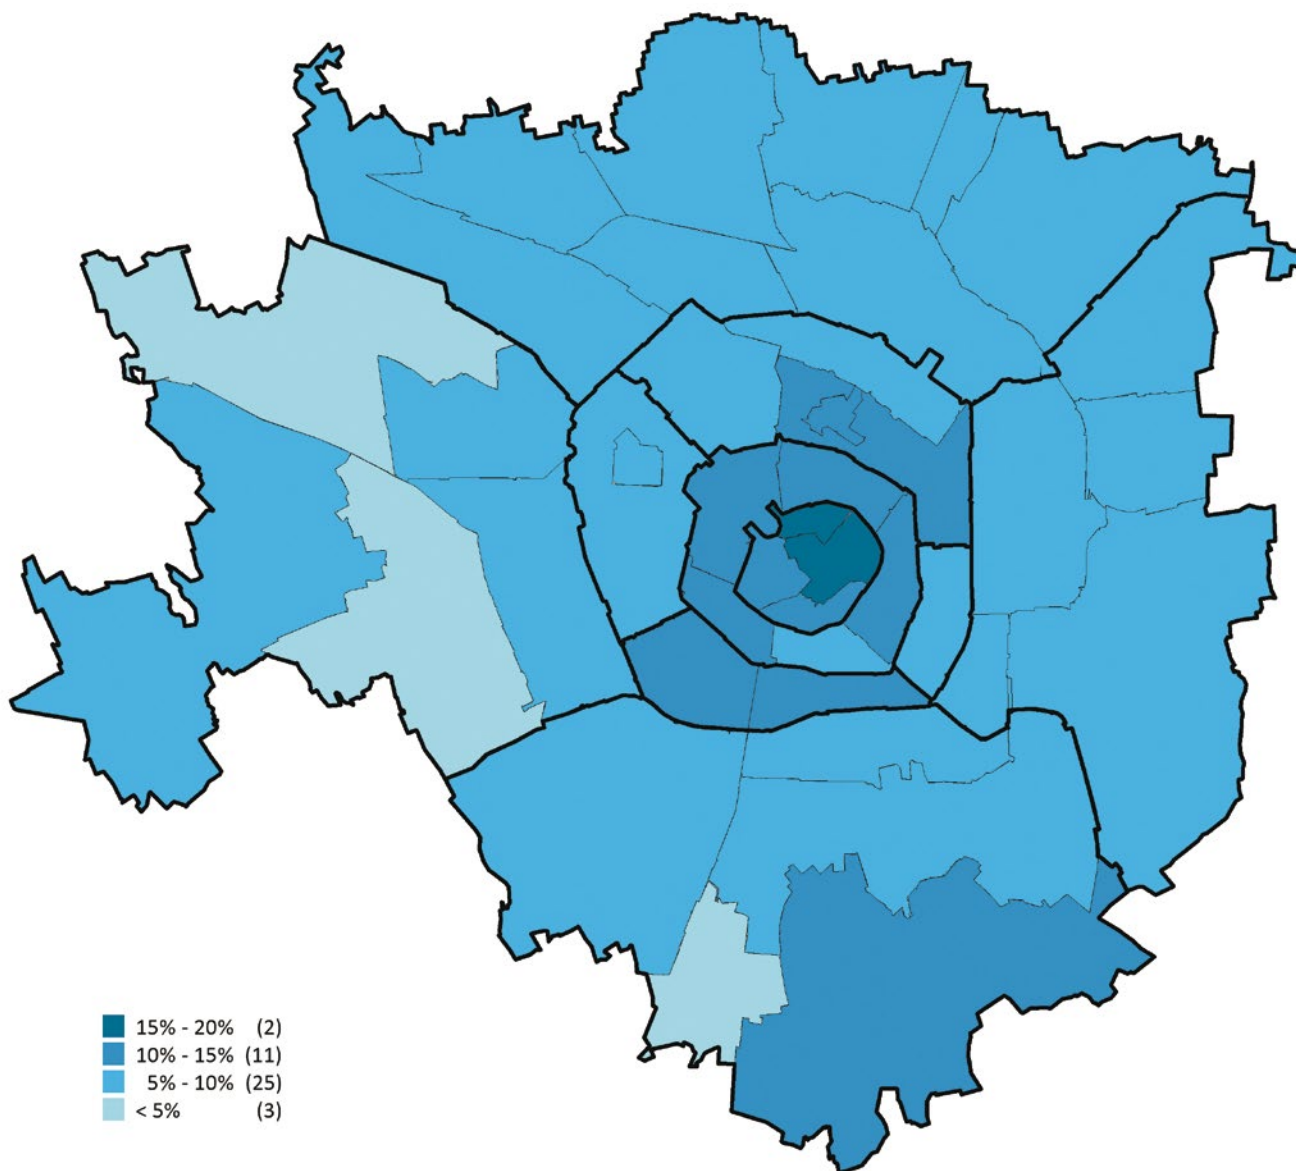 15% - 20% (2)
10% - 15% (11)
5% - 10% (25)
< 5% (3)